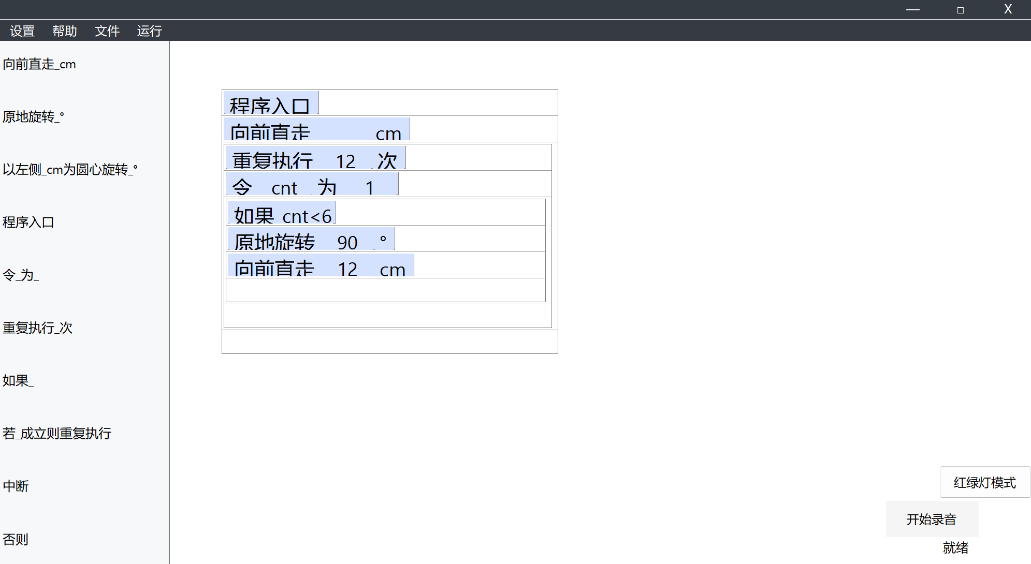 — □ X
设置 帮助 文件 运行
向前直走_cm
原地旋转_°
以左侧_cm为圆心旋转_°
程序入口
令_为_
重复执行_次
如果_
若_成立则重复执行
中断
否则
程序入口
向前直走 cm
重复执行 12 次
令 cnt 为 1
如果 cnt<6
原地旋转 90 °
向前直走 12 cm
红绿灯模式
开始录音
就绪